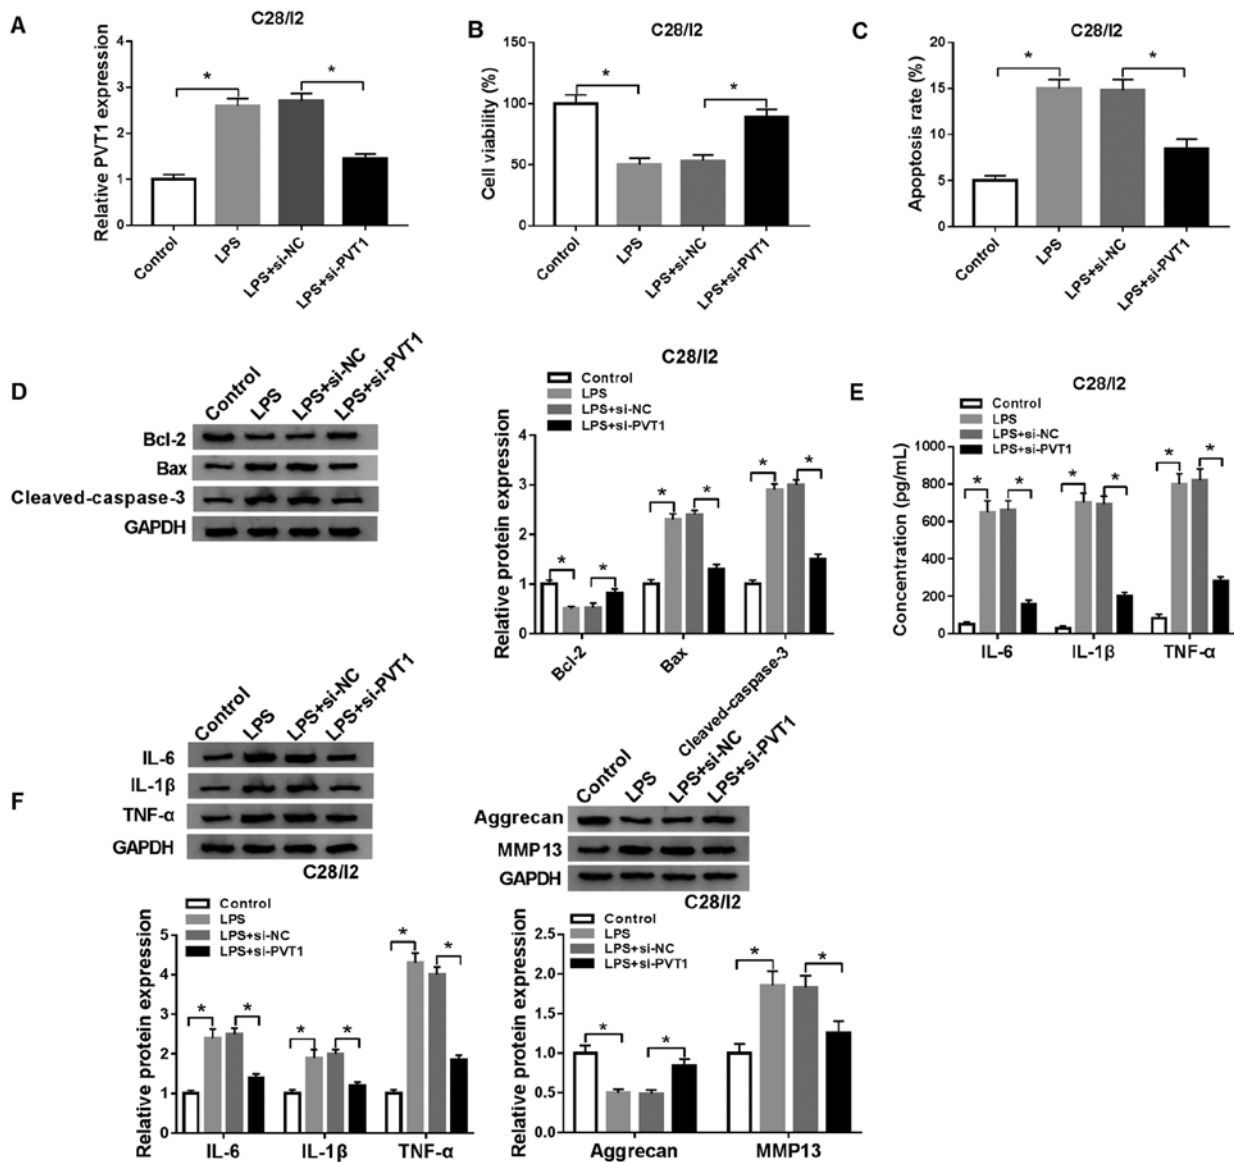 A
C28/I2
Relative PVT1 expression
4
3
2
1
0
*
*
Control
LPS
LPS+si-NC
LPS+si-PVT1
B
C28/I2
Cell viability (%)
150
100
50
0
*
*
Control
LPS
LPS+si-NC
LPS+si-PVT1
C
C28/I2
Apoptosis rate (%)
20
15
10
5
0
*
*
Control
LPS
LPS+si-NC
LPS+si-PVT1
D
Control
LPS
LPS+si-NC
LPS+si-PVT1
Bcl-2
Bax
Cleaved-caspase-3
GAPDH
C28/I2
Control
LPS
LPS+si-NC
LPS+si-PVT1
Relative protein expression
4
3
2
1
0
*
*
*
*
*
*
Bcl-2
Bax
Cleaved-caspase-3
E
C28/I2
Control
LPS
LPS+si-NC
LPS+si-PVT1
Concentration (pg/mL)
1000
800
600
400
200
0
*
*
*
*
*
*
IL-6
IL-1β
TNF-α
F
Control
LPS
LPS+si-NC
LPS+si-PVT1
IL-6
IL-1β
TNF-α
GAPDH
C28/I2
Control
LPS
LPS+si-NC
LPS+si-PVT1
Relative protein expression
5
4
3
2
1
0
*
*
*
*
*
*
IL-6
IL-1β
TNF-α
Control
LPS
LPS+si-NC
LPS+si-PVT1
Aggrecan
MMP13
GAPDH
C28/I2
Control
LPS
LPS+si-NC
LPS+si-PVT1
Relative protein expression
2.5
2.0
1.5
1.0
0.5
0.0
*
*
*
*
Aggrecan
MMP13